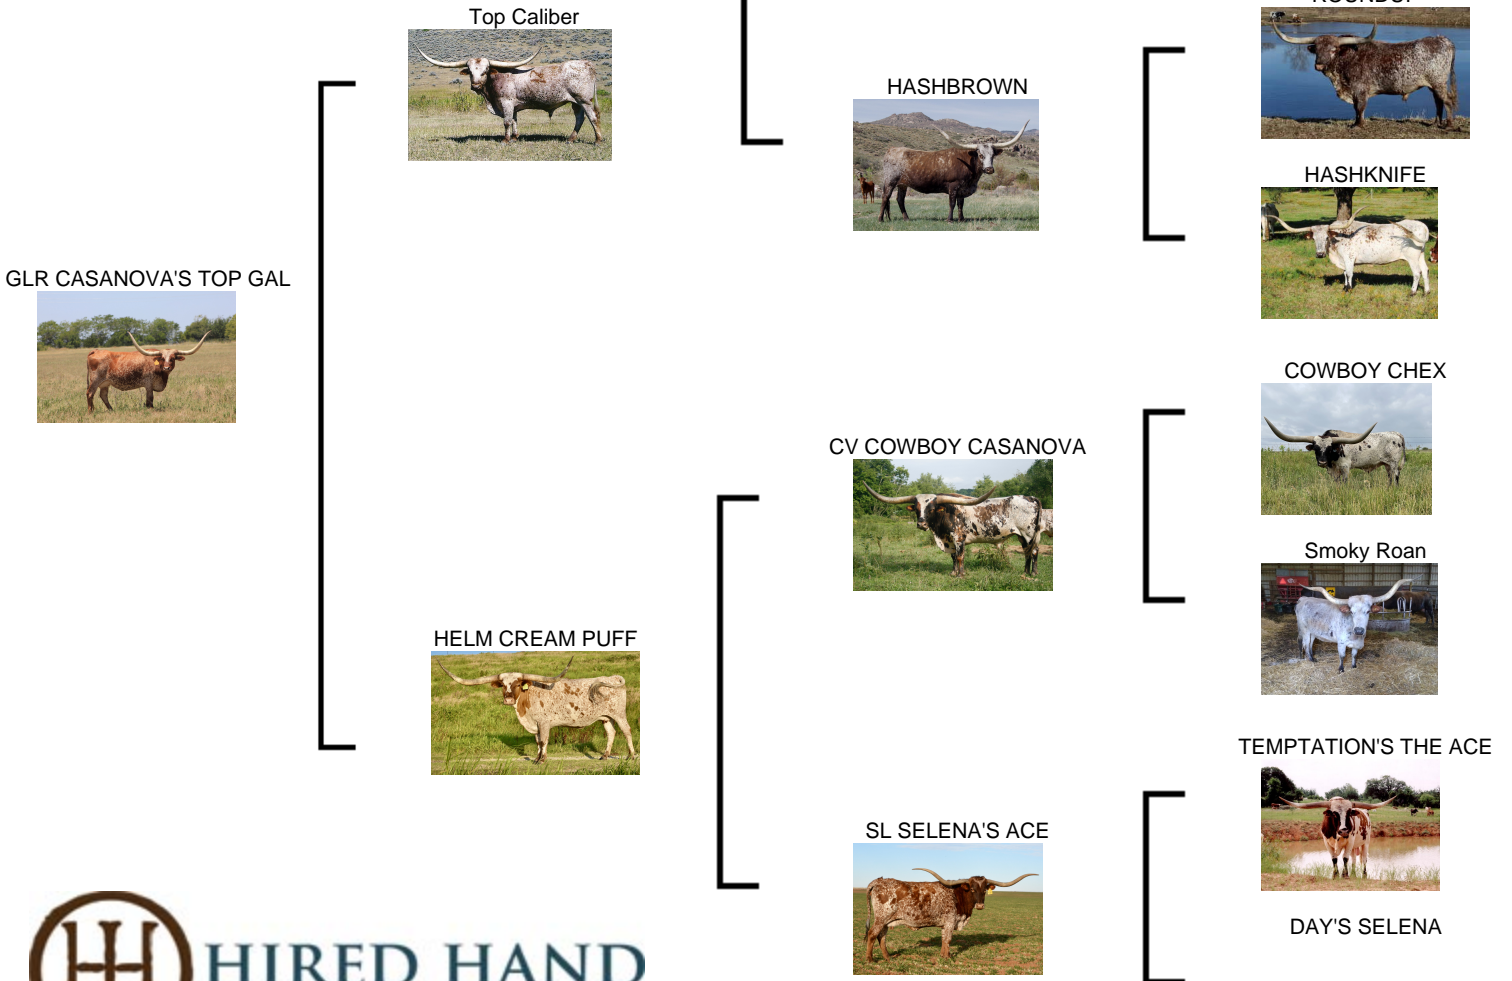 Top Caliber
HASHBROWN
HASHKNIFE
GLR CASANOVA'S TOP GAL
COWBOY CHEX
CV COWBOY CASANOVA
Smoky Roan
HELM CREAM PUFF
TEMPTATION'S THE ACE
SL SELENA'S ACE
DAY'S SELENA
HIRED HAND